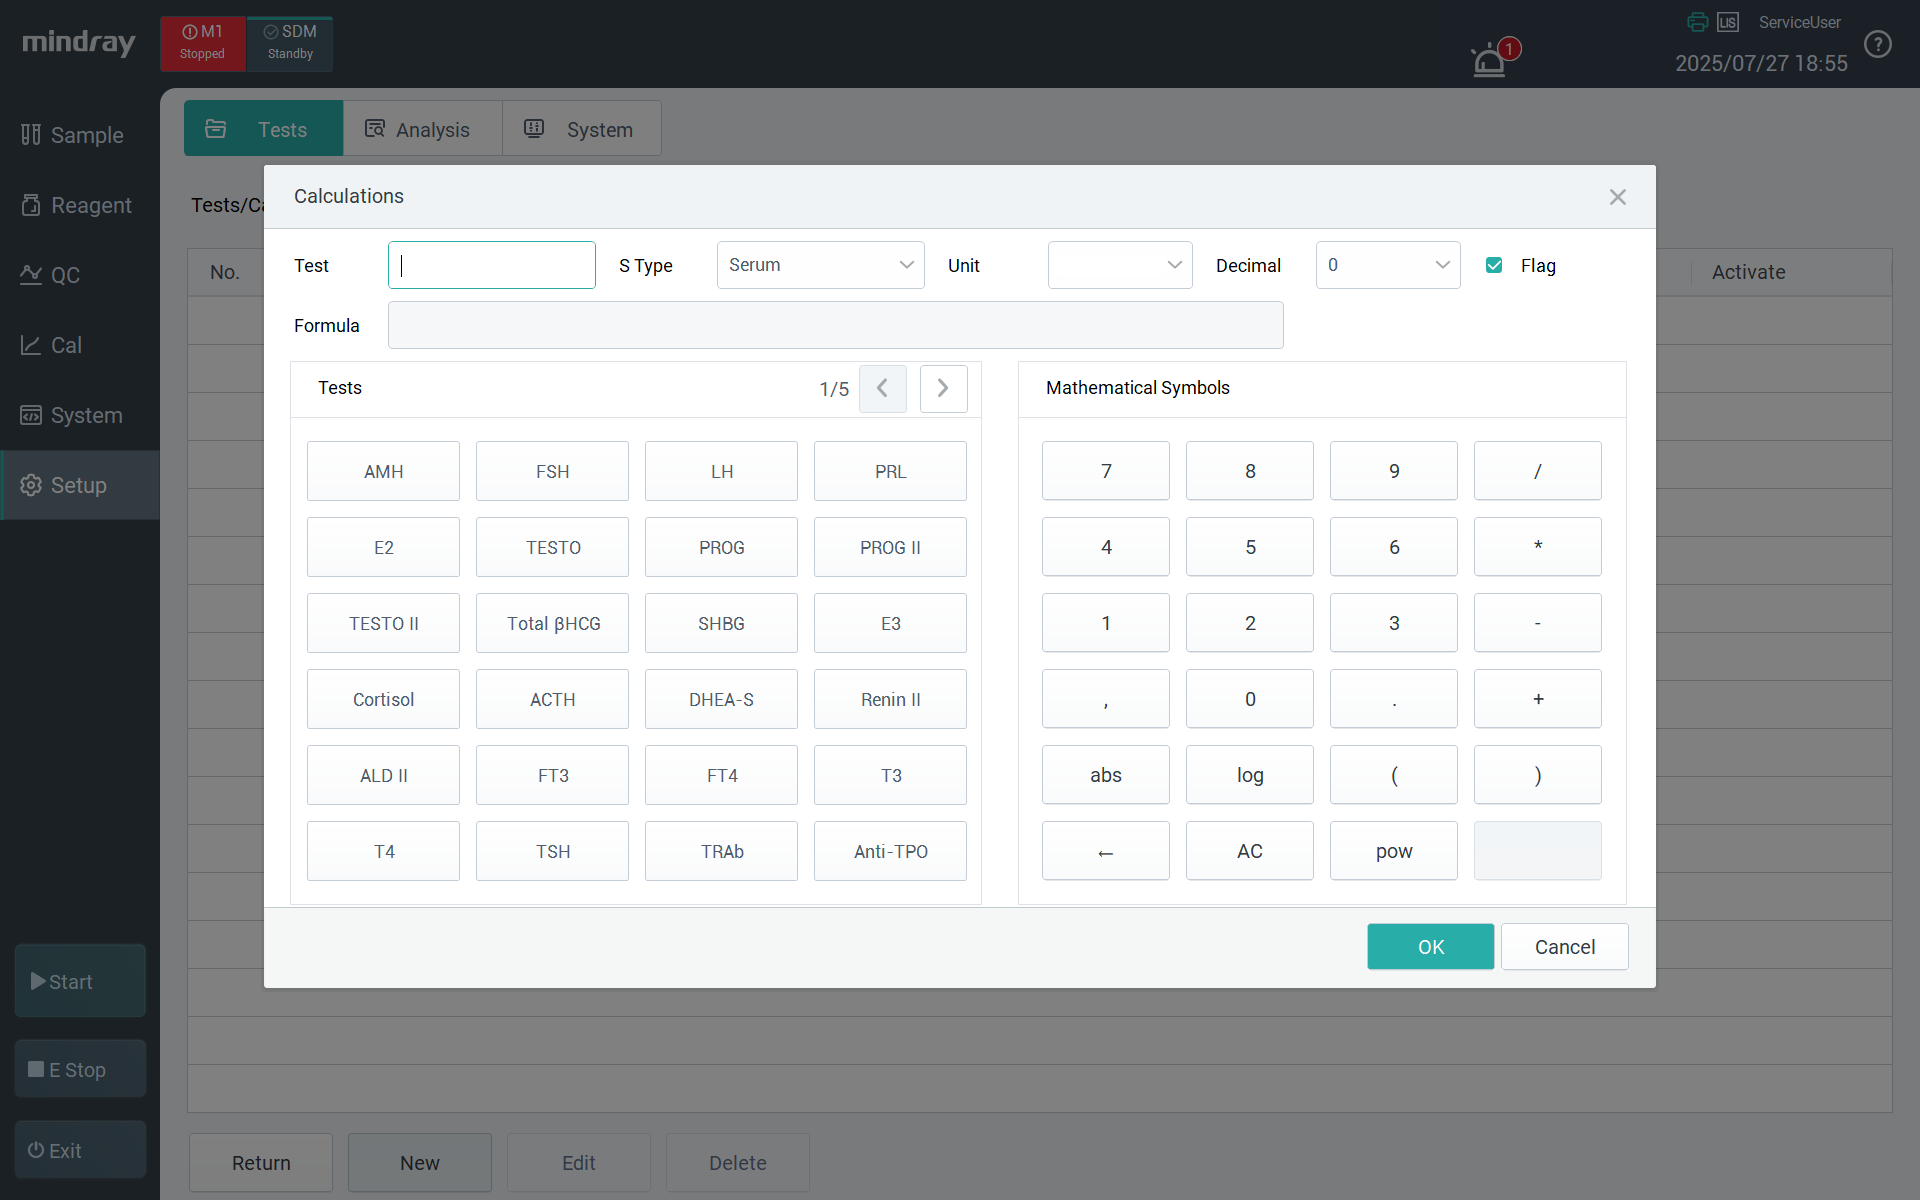 mindray
M1
Stopped
SDM
Standby
1
LIS
ServiceUser
2025/07/27 18:55
?
Sample
Reagent
QC
Cal
System
Setup
Start
E Stop
Exit
Tests
Analysis
System
Tests/Ca
No.
Activate
Calculations
Test
S Type
Serum
Unit
Decimal
0
Flag
Formula
Tests
1/5
AMH
FSH
LH
PRL
E2
TESTO
PROG
PROG II
TESTO II
Total βHCG
SHBG
E3
Cortisol
ACTH
DHEA-S
Renin II
ALD II
FT3
FT4
T3
T4
TSH
TRAb
Anti-TPO
Mathematical Symbols
7
8
9
/
4
5
6
*
1
2
3
-
,
0
.
+
abs
log
(
)
←
AC
pow
OK
Cancel
Return
New
Edit
Delete